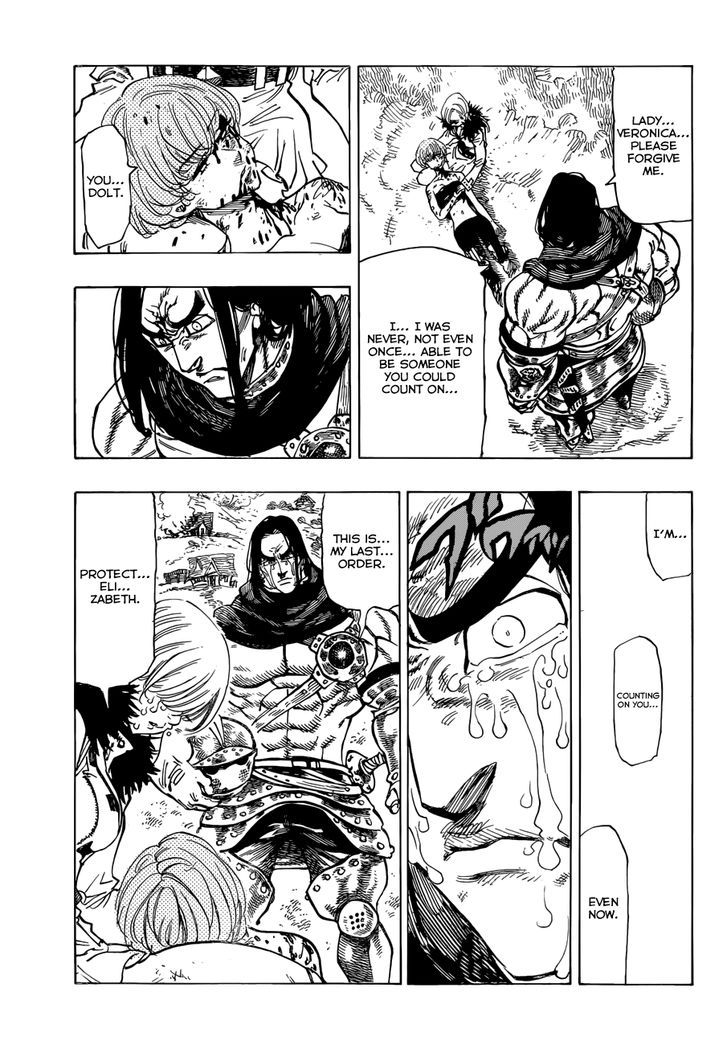 LADY...
VERONICA...
PLEASE
FORGIVE
ME.
I... I WAS
NEVER, NOT EVEN
ONCE... ABLE TO
BE SOMEONE
YOU COULD
COUNT ON...
YOU...
DOLT.
I'M...
COUNTING
ON YOU...
EVEN
NOW.
THIS IS...
MY LAST...
ORDER.
PROTECT...
ELI...
ZABETH.